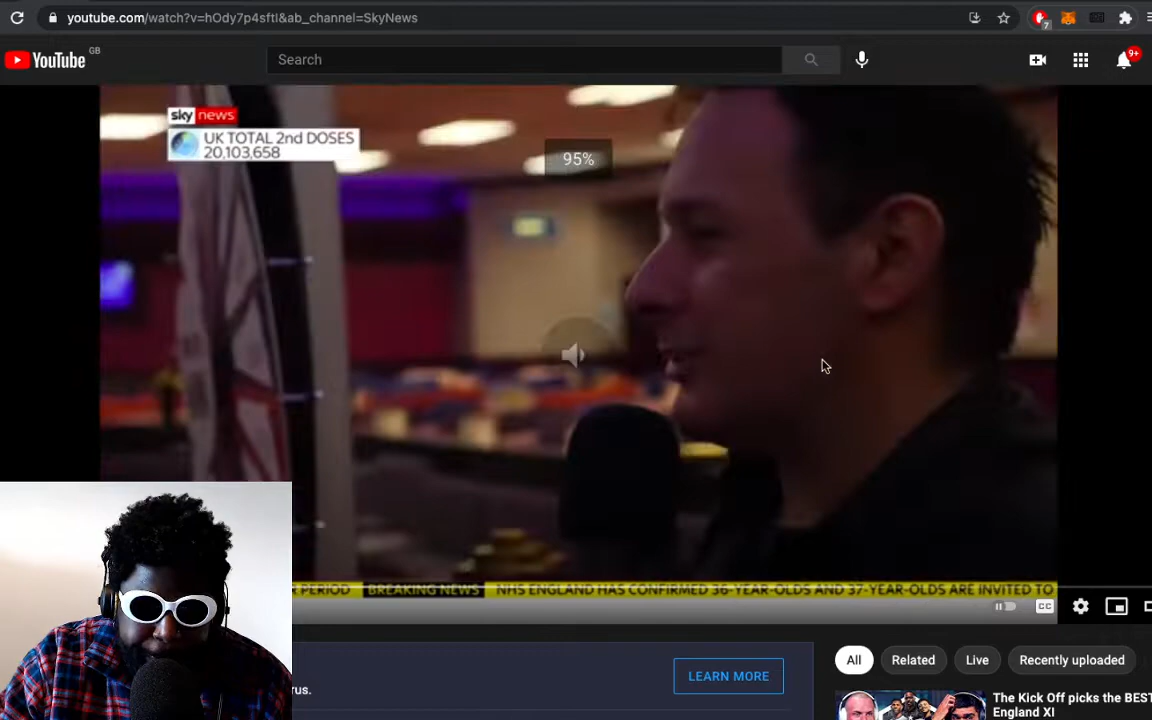 youtube.com/watch?v=hOdy7p4sftI&ab_channel=SkyNews
7
YouTube GB
Search
9+
sky news
UK TOTAL 2nd DOSES
20,103,658
95%
PERIOD BREAKING NEWS NHS ENGLAND HAS CONFIRMED 36-YEAR-OLDS AND 37-YEAR-OLDS ARE INVITED TO
CC
LEARN MORE
rus.
All Related Live Recently uploaded
The Kick Off picks the BEST
England XI